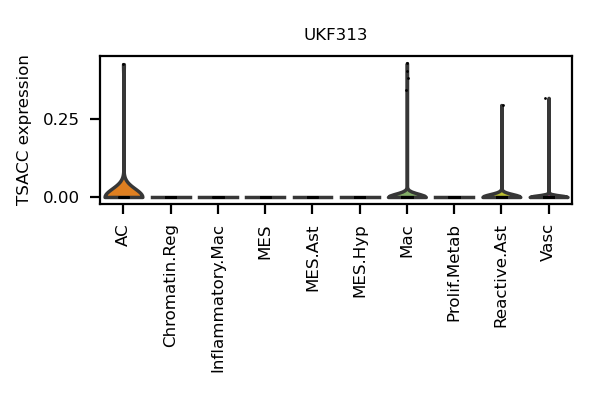 UKF313
TSACC expression
0.25
0.00
AC
Chromatin.Reg
Inflammatory.Mac
MES
MES.Ast
MES.Hyp
Mac
Prolif.Metab
Reactive.Ast
Vasc